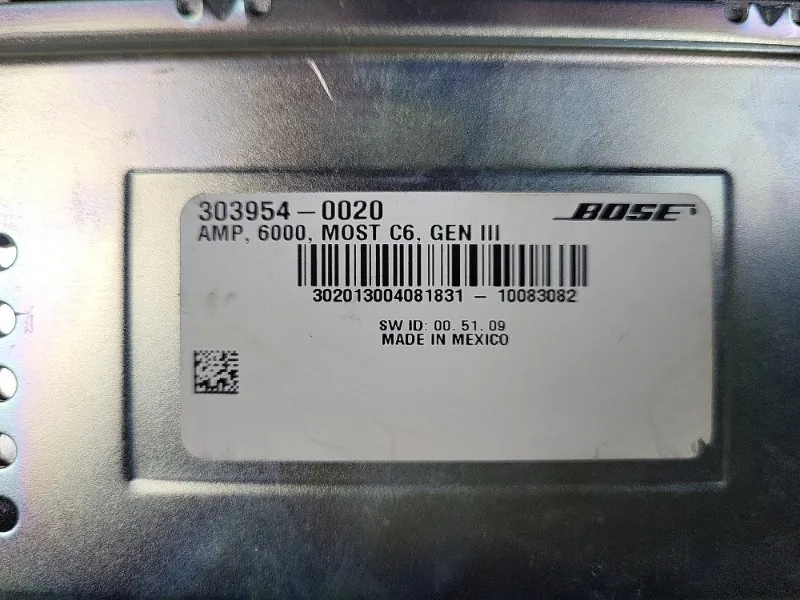 303954-0020 BOSE®
AMP, 6000, MOST C6, GEN III
302013004081831 - 10083082
SW ID: 00. 51. 09
MADE IN MEXICO